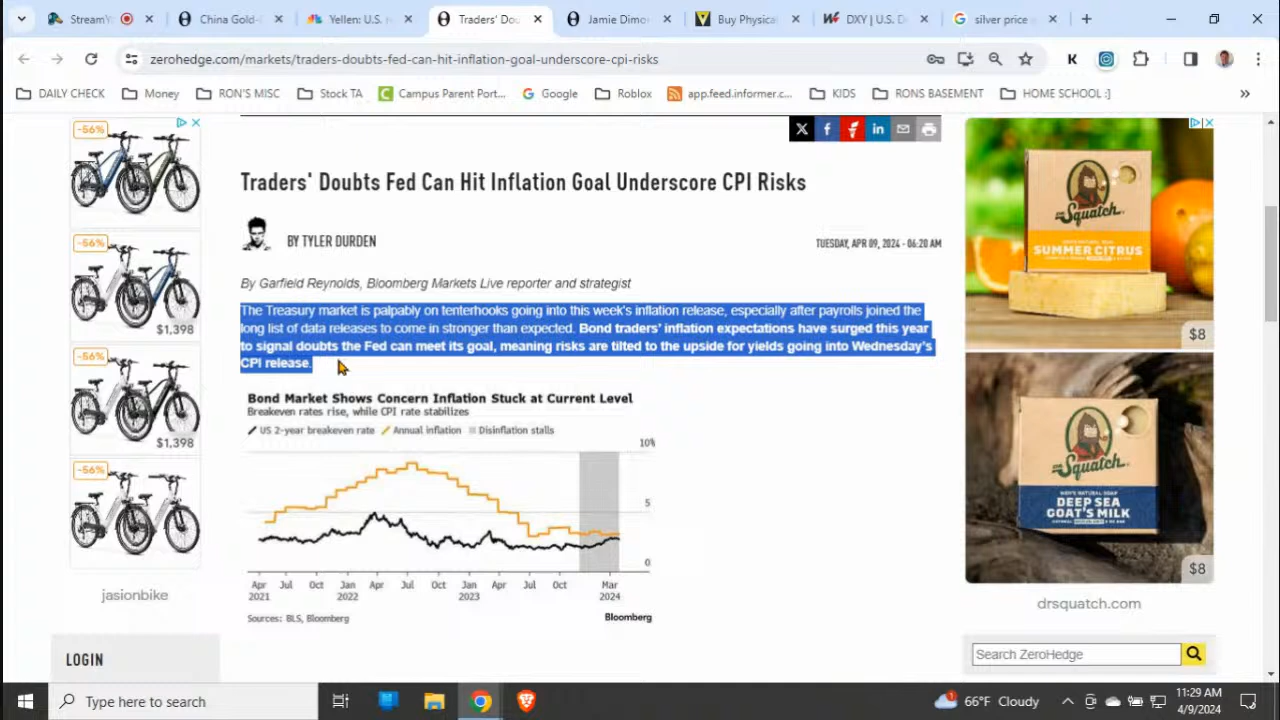 StreamY
China Gold-
Yellen: U.S. r
Traders' Dou
Jamie Dimo
Buy Physical
DXY | U.S. D
silver price
zerohedge.com/markets/traders-doubts-fed-can-hit-inflation-goal-underscore-cpi-risks
DAILY CHECK
Money
RON'S MISC
Stock TA
Campus Parent Port...
Google
Roblox
app.feed.informer.c...
KIDS
RONS BASEMENT
HOME SCHOOL :]
-56%
-56%
$1,398
-56%
$1,398
-56%
jasionbike
LOGIN
Traders' Doubts Fed Can Hit Inflation Goal Underscore CPI Risks
BY TYLER DURDEN
TUESDAY, APR 09, 2024 - 06:20 AM
By Garfield Reynolds, Bloomberg Markets Live reporter and strategist
The Treasury market is palpably on tenterhooks going into this week's inflation release, especially after payrolls joined the
long list of data releases to come in stronger than expected. Bond traders' inflation expectations have surged this year
to signal doubts the Fed can meet its goal, meaning risks are tilted to the upside for yields going into Wednesday's
CPI release.
Bond Market Shows Concern Inflation Stuck at Current Level
Breakeven rates rise, while CPI rate stabilizes
US 2-year breakeven rate Annual inflation Disinflation stalls
10%
5
0
Apr Jul Oct Jan Apr Jul Oct Jan Apr Jul Oct Mar
2021 2022 2023 2024
Sources: BLS, Bloomberg
Bloomberg
Dr. Squatch
SUMMER CITRUS
$8
Dr. Squatch
MEN'S NATURAL SOAP
DEEP SEA
GOAT'S MILK
$8
drsquatch.com
Search ZeroHedge
Type here to search
66°F Cloudy
11:29 AM
4/9/2024